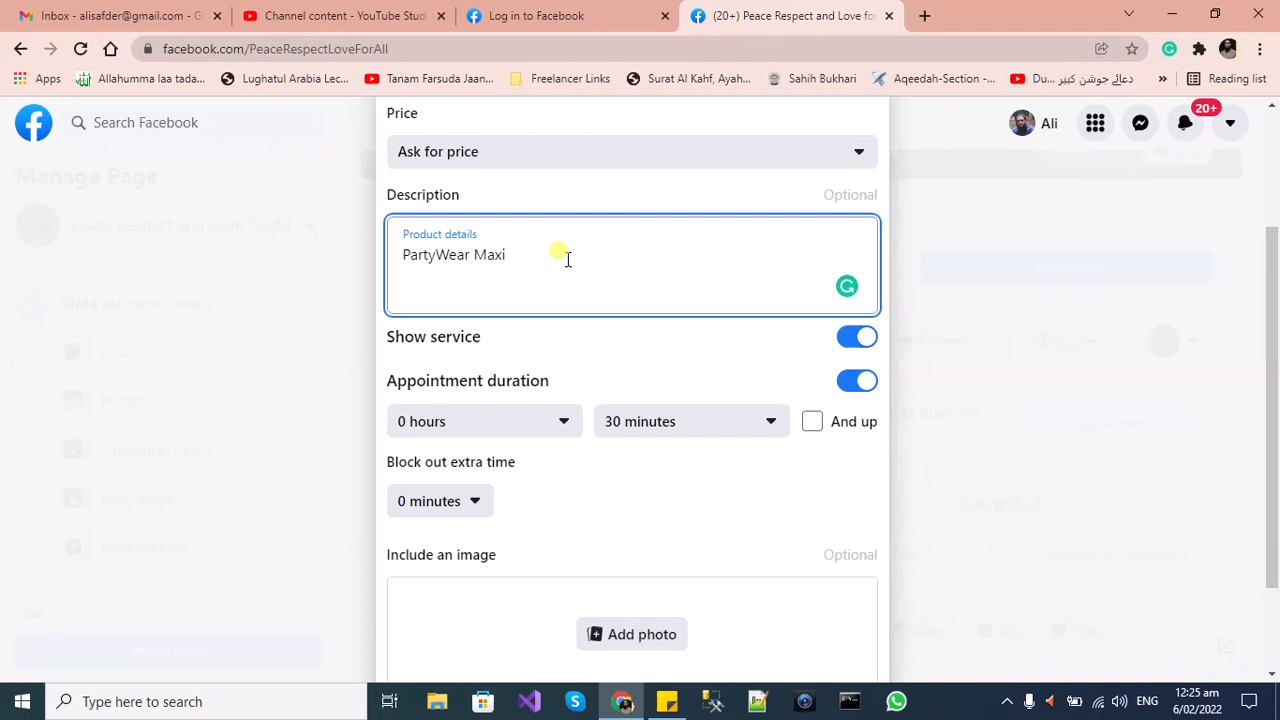 alisafder@gmail.com - G
Channel content - YouTube Studi
Log in to Facebook
(20+) Peace Respect and Love for
facebook.com/PeaceRespectLoveForAll
Apps
Allahumma laa tada...
Lughatul Arabia Lec...
Tanam Farsuda Jaan...
Freelancer Links
Surat Al Kahf, Ayah...
Sahih Bukhari
Aqeedah-Section -...
Du... دعائے جوشن کبیر
»
Reading list
Search Facebook
Ali
20+
Manage Page
Price
Ask for price
Description
Optional
Product details
PartyWear Maxi
Show service
Appointment duration
0 hours
30 minutes
And up
Block out extra time
0 minutes
Include an image
Optional
Add photo
Type here to search
ENG
12:25 am
6/02/2022